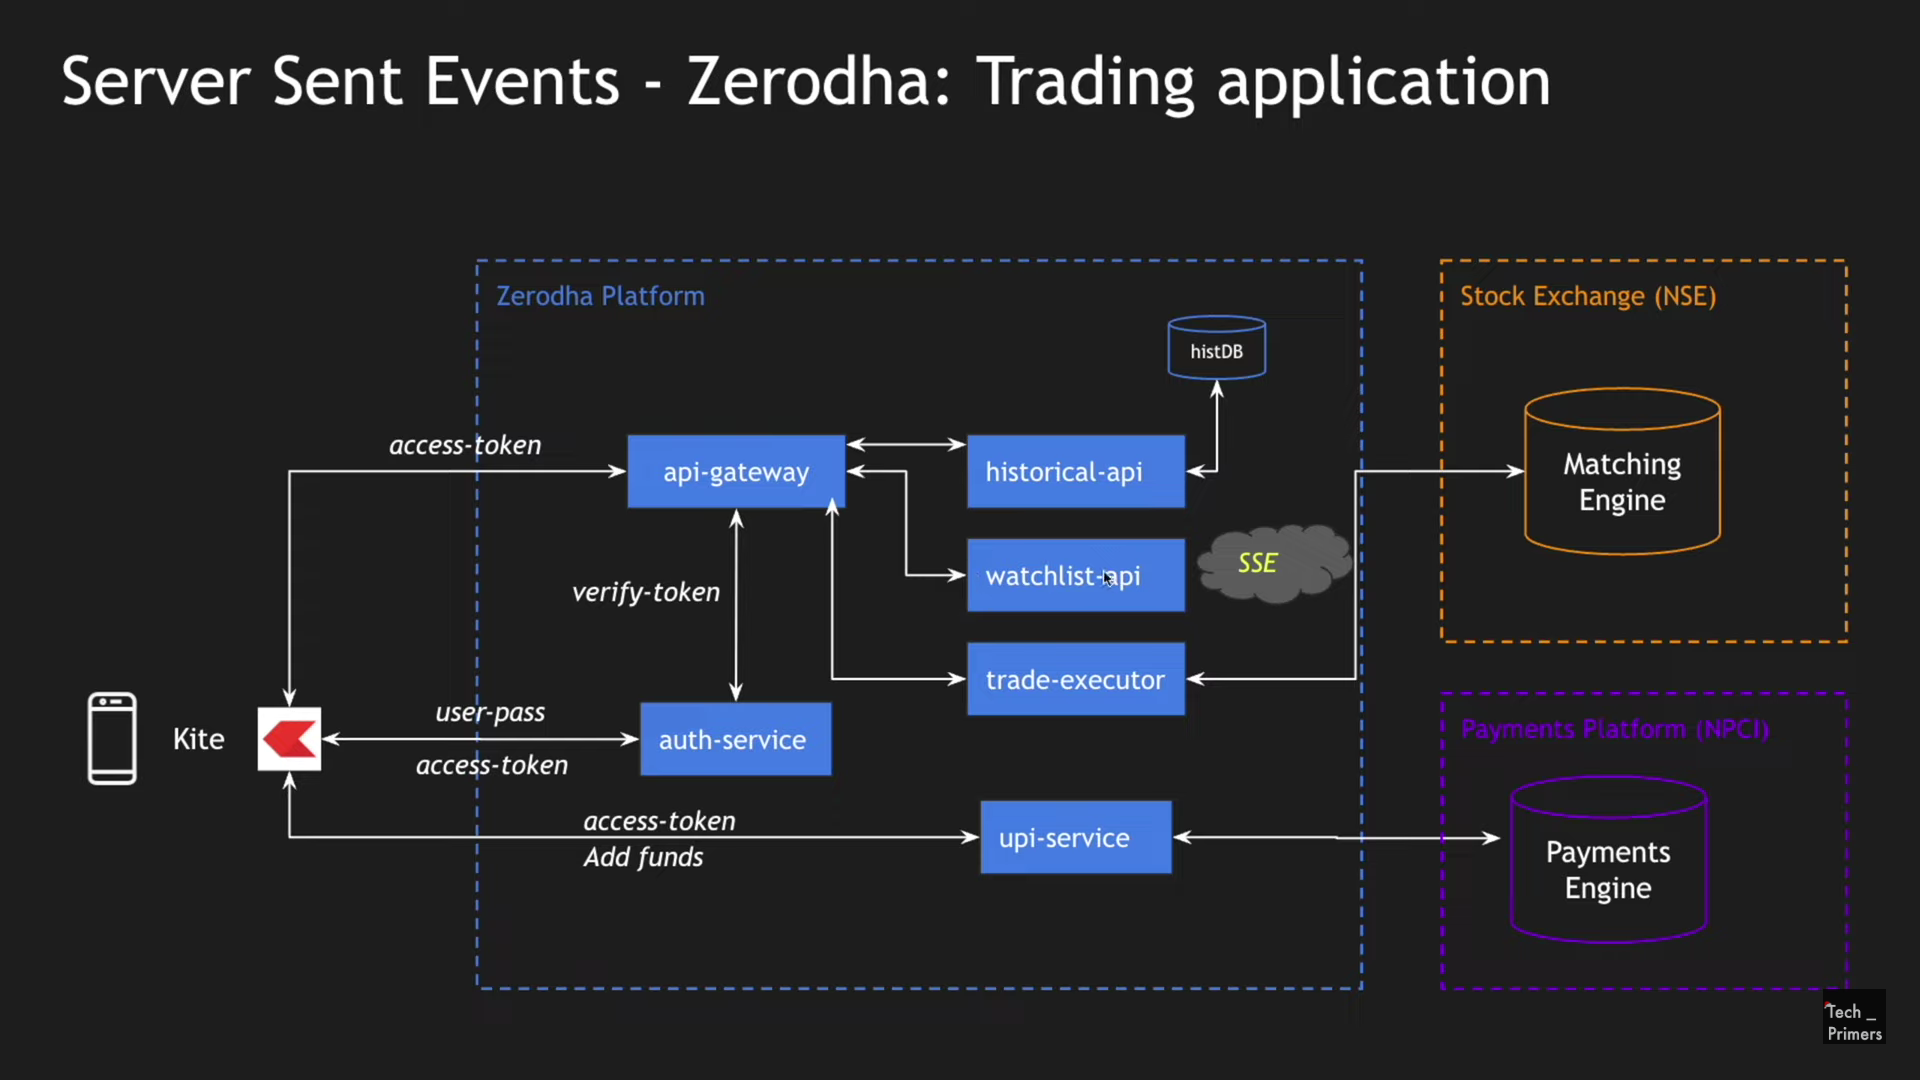 Server Sent Events - Zerodha: Trading application
Zerodha Platform
Stock Exchange (NSE)
histDB
access-token
api-gateway
historical-api
Matching
Engine
SSE
watchlist-api
verify-token
trade-executor
user-pass
Kite
auth-service
access-token
Payments Platform (NPCI)
access-token
Add funds
upi-service
Payments
Engine
Tech _
Primers